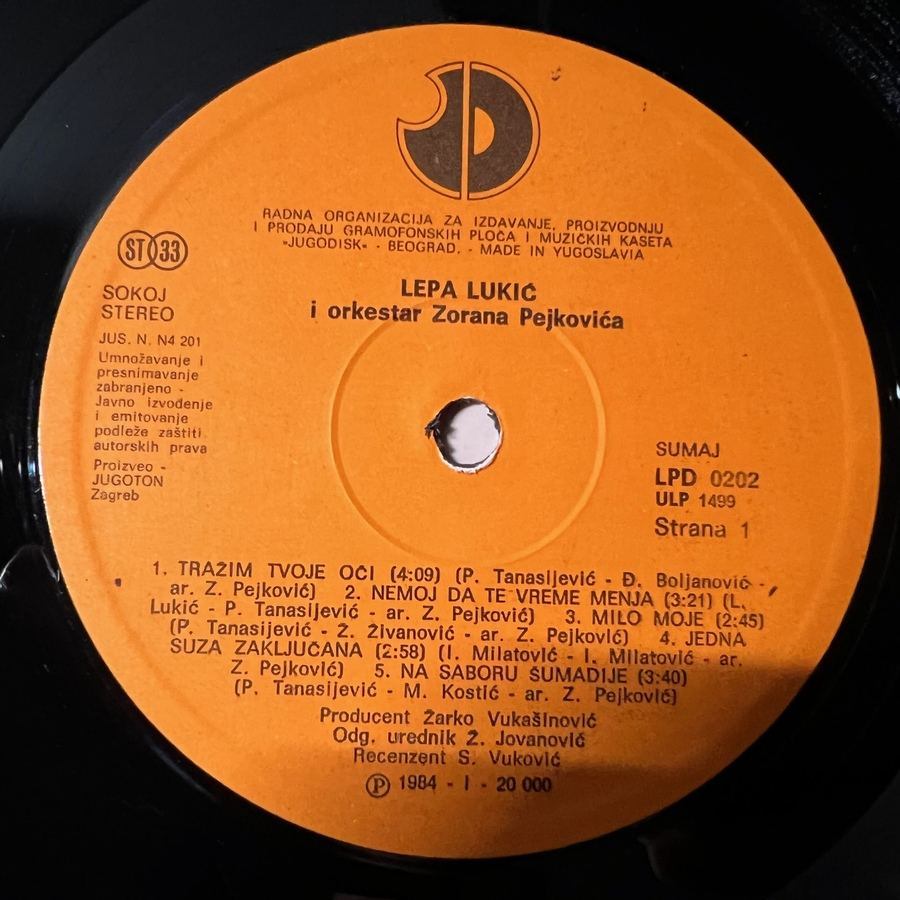 JD
RADNA ORGANIZACIJA ZA IZDAVANJE, PROIZVODNJU
I PRODAJU GRAMOFONSKIH PLOČA I MUZIČKIH KASETA
»JUGODISK« - BEOGRAD. - MADE IN YUGOSLAVIA
LEPA LUKIĆ
i orkestar Zorana Pejkovića
ST 33
SOKOJ
STEREO
JUS. N. N4 201
Umnožavanje i
presnimavanje
zabranjeno -
Javno izvođenje
i emitovanje
podleže zaštiti
autorskih prava
Proizveo -
JUGOTON
Zagreb
SUMAJ
LPD 0202
ULP 1499
Strana 1
1. TRAŽIM TVOJE OČI (4:09) (P. Tanasijević - Đ. Boljanović -
ar. Z. Pejković) 2. NEMOJ DA TE VREME MENJA (3:21) (L.
Lukić - P. Tanasijević - ar. Z. Pejković) 3. MILO MOJE (2:45)
(P. Tanasijević - Ž. Živanović - ar. Z. Pejković) 4. JEDNA
SUZA ZAKLJUČANA (2:58) (I. Milatović - I. Milatović - ar.
Z. Pejković) 5. NA SABORU ŠUMADIJE (3:40)
(P. Tanasijević - M. Kostić - ar. Z. Pejković)
Producent Žarko Vukašinović
Odg. urednik Ž. Jovanović
Recenzent S. Vuković
Ⓟ 1984 - I - 20 000